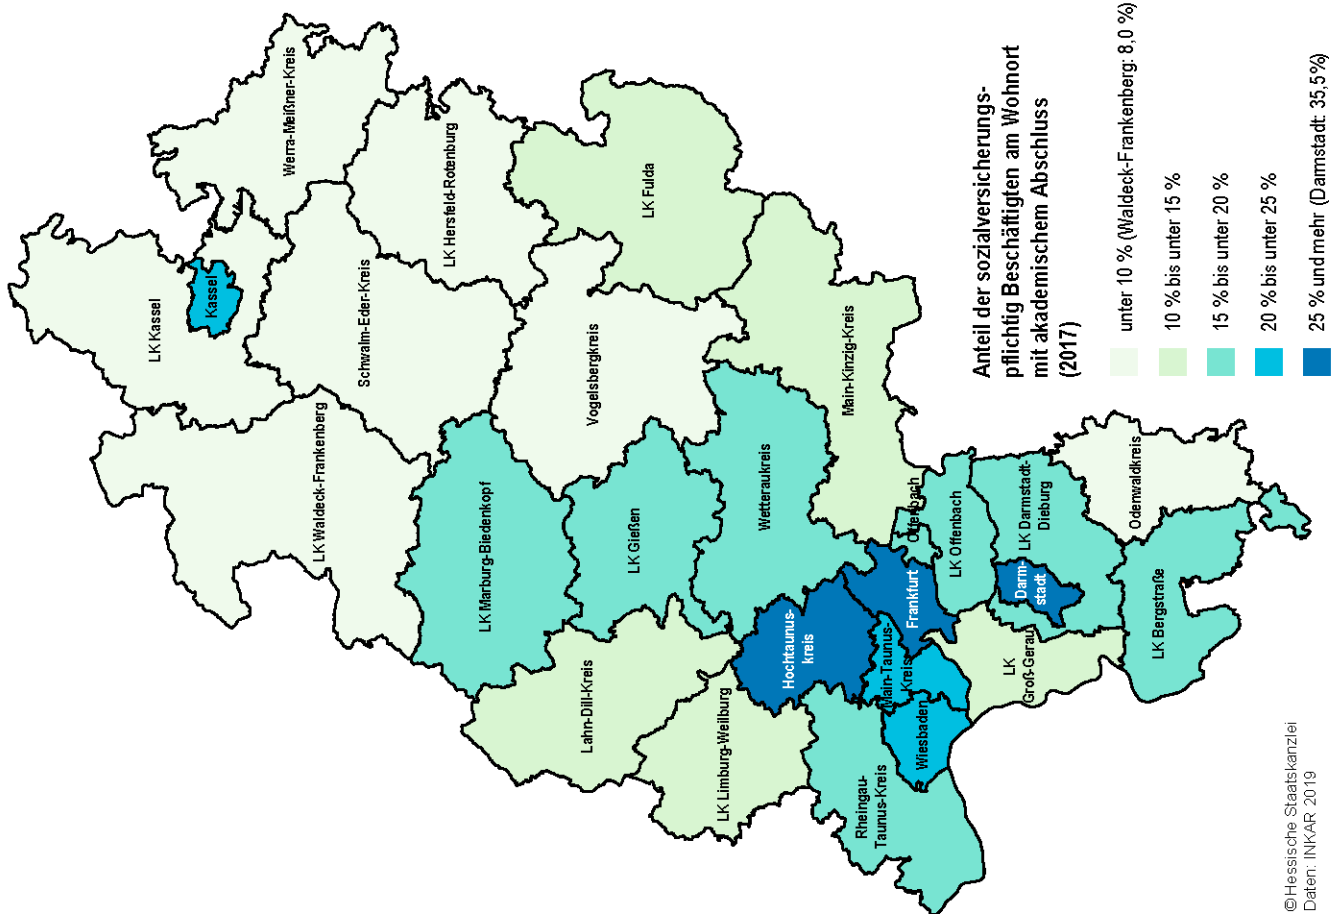 Anteil der sozialversicherungs-
pflichtig Beschäftigten am Wohnort
mit akademischem Abschluss
(2017)
unter 10 % (Waldeck-Frankenberg: 8,0 %)
10 % bis unter 15 %
15 % bis unter 20 %
20 % bis unter 25 %
25 % und mehr (Darmstadt: 35,5%)
LK Kassel
Kassel
Werra-Meißner-Kreis
LK Waldeck-Frankenberg
Schwalm-Eder-Kreis
LK Hersfeld-Rotenburg
LK Marburg-Biedenkopf
Vogelsbergkreis
LK Fulda
Lahn-Dill-Kreis
LK Gießen
LK Limburg-Weilburg
Wetteraukreis
Hochtaunus-
kreis
Main-Kinzig-Kreis
Rheingau-
Taunus-Kreis
Main-Taunus-
Kreis
Wiesbaden
Frankfurt
Offenbach
LK Offenbach
LK
Groß-Gerau
Darm-
stadt
LK Darmstadt-
Dieburg
LK Bergstraße
Odenwaldkreis
©Hessische Staatskanzlei
Daten: INKAR 2019